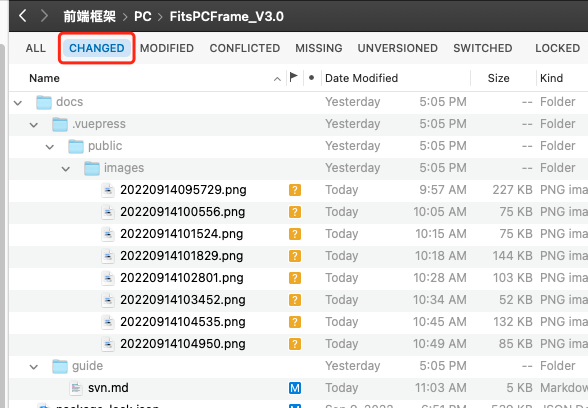 前端框架 > PC > FitsPCFrame_V3.0
ALL CHANGED MODIFIED CONFLICTED MISSING UNVERSIONED SWITCHED LOCKED
Name Date Modified Size Kind
docs Yesterday 5:05 PM -- Folder
.vuepress Yesterday 5:05 PM -- Folder
public Yesterday 5:05 PM -- Folder
images Yesterday 5:05 PM -- Folder
20220914095729.png ? Today 9:57 AM 227 KB PNG ima
20220914100556.png ? Today 10:05 AM 75 KB PNG ima
20220914101524.png ? Today 10:15 AM 75 KB PNG ima
20220914101829.png ? Today 10:18 AM 144 KB PNG ima
20220914102801.png ? Today 10:28 AM 103 KB PNG ima
20220914103452.png ? Today 10:34 AM 52 KB PNG ima
20220914104535.png ? Today 10:45 AM 132 KB PNG ima
20220914104950.png ? Today 10:49 AM 85 KB PNG ima
guide Yesterday 5:05 PM -- Folder
svn.md M Today 11:03 AM 5 KB Markdow